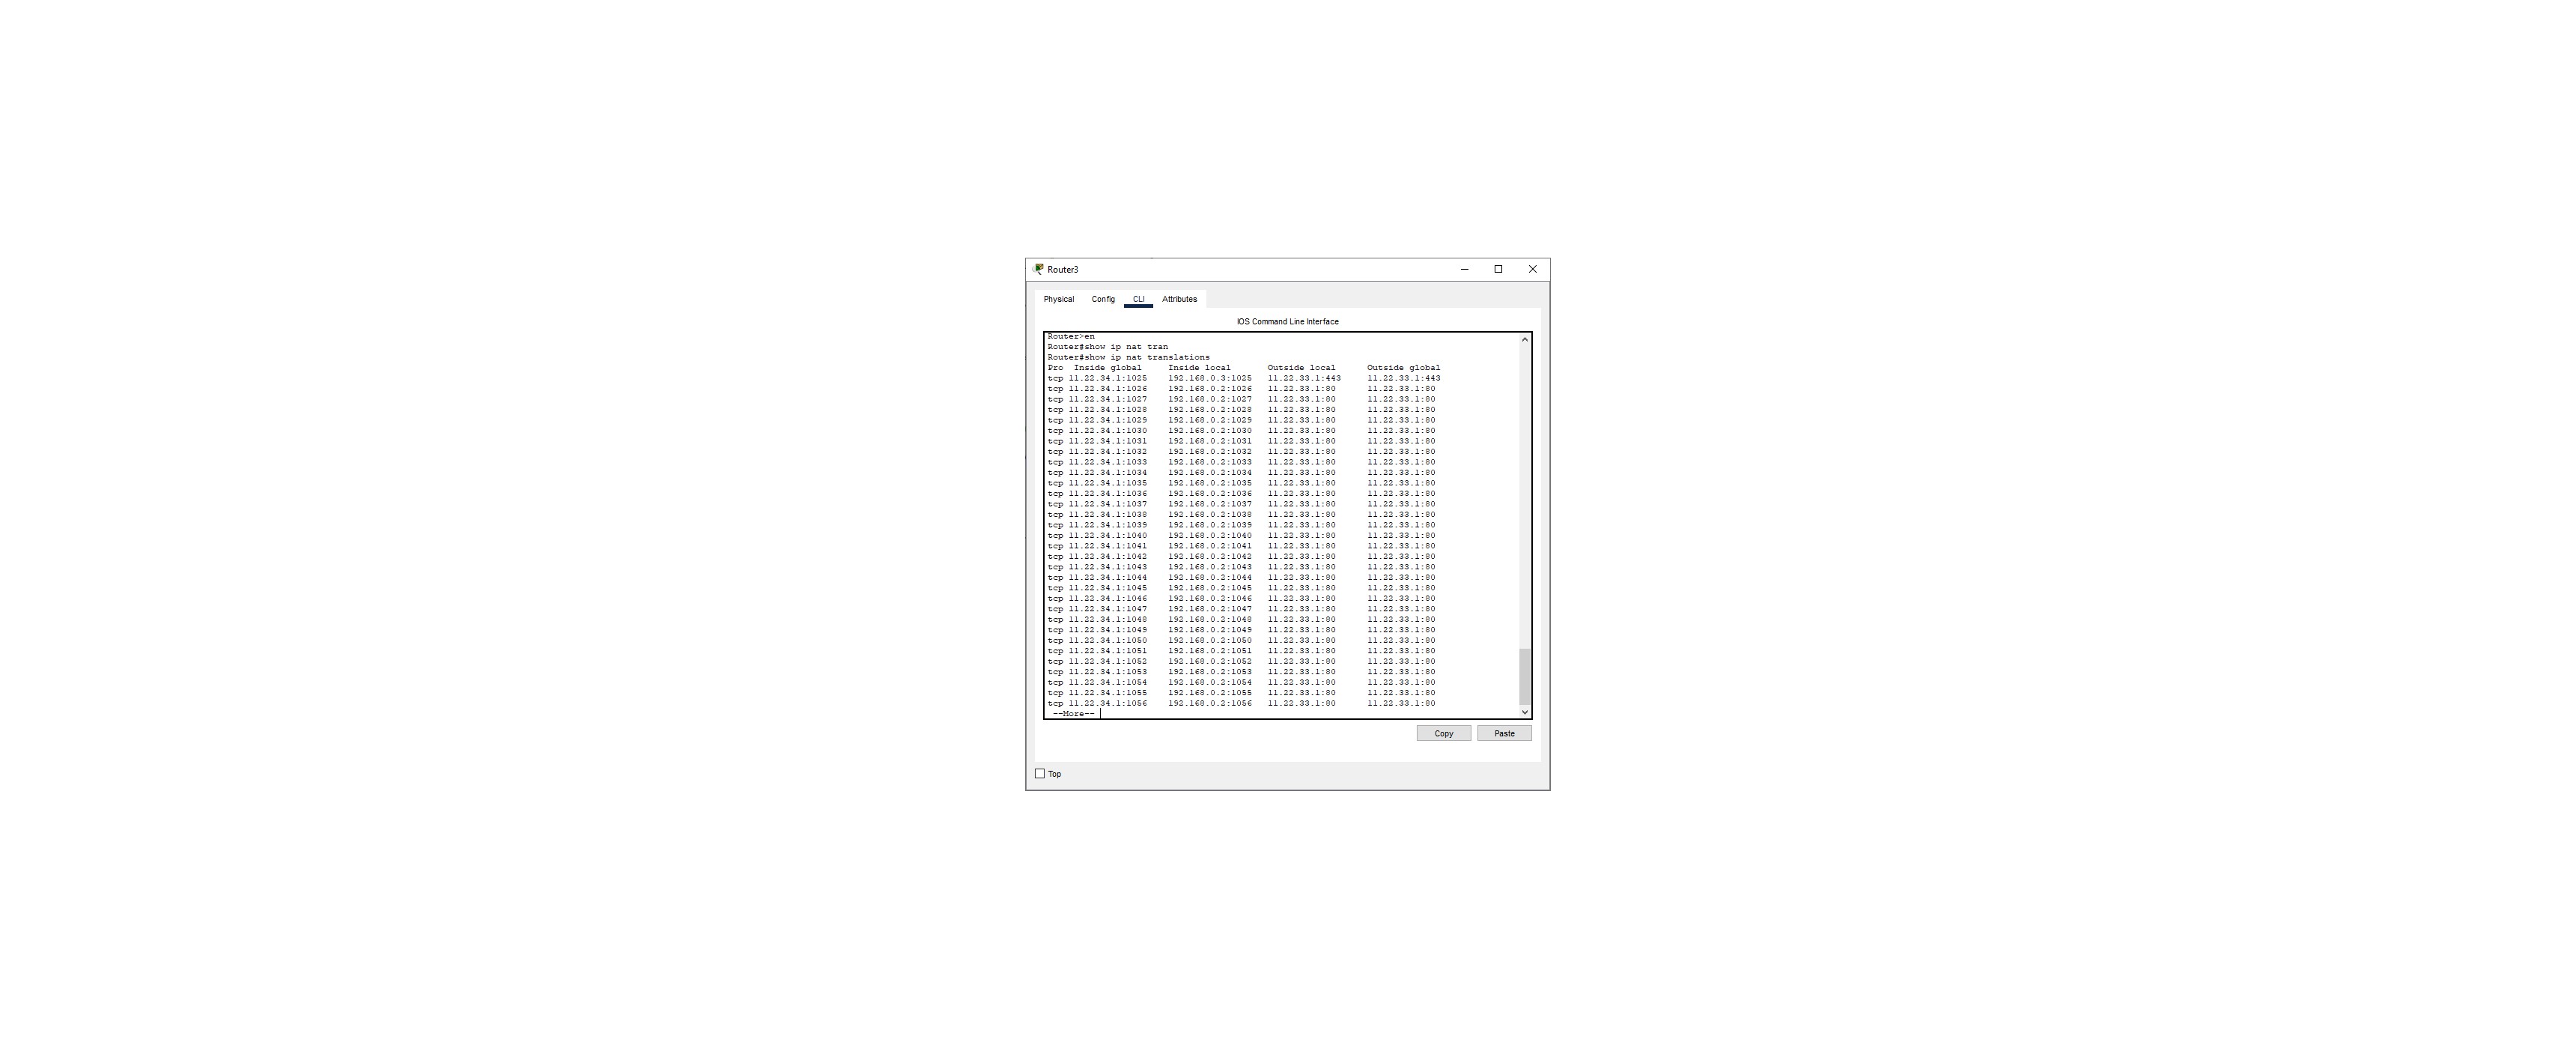 Router3
Physical Config CLI Attributes
IOS Command Line Interface
Router>en
Router#show ip nat tran
Router#show ip nat translations
Pro Inside global Inside local Outside local Outside global
tcp 11.22.34.1:1025 192.168.0.3:1025 11.22.33.1:443 11.22.33.1:443
tcp 11.22.34.1:1026 192.168.0.2:1026 11.22.33.1:80 11.22.33.1:80
tcp 11.22.34.1:1027 192.168.0.2:1027 11.22.33.1:80 11.22.33.1:80
tcp 11.22.34.1:1028 192.168.0.2:1028 11.22.33.1:80 11.22.33.1:80
tcp 11.22.34.1:1029 192.168.0.2:1029 11.22.33.1:80 11.22.33.1:80
tcp 11.22.34.1:1030 192.168.0.2:1030 11.22.33.1:80 11.22.33.1:80
tcp 11.22.34.1:1031 192.168.0.2:1031 11.22.33.1:80 11.22.33.1:80
tcp 11.22.34.1:1032 192.168.0.2:1032 11.22.33.1:80 11.22.33.1:80
tcp 11.22.34.1:1033 192.168.0.2:1033 11.22.33.1:80 11.22.33.1:80
tcp 11.22.34.1:1034 192.168.0.2:1034 11.22.33.1:80 11.22.33.1:80
tcp 11.22.34.1:1035 192.168.0.2:1035 11.22.33.1:80 11.22.33.1:80
tcp 11.22.34.1:1036 192.168.0.2:1036 11.22.33.1:80 11.22.33.1:80
tcp 11.22.34.1:1037 192.168.0.2:1037 11.22.33.1:80 11.22.33.1:80
tcp 11.22.34.1:1038 192.168.0.2:1038 11.22.33.1:80 11.22.33.1:80
tcp 11.22.34.1:1039 192.168.0.2:1039 11.22.33.1:80 11.22.33.1:80
tcp 11.22.34.1:1040 192.168.0.2:1040 11.22.33.1:80 11.22.33.1:80
tcp 11.22.34.1:1041 192.168.0.2:1041 11.22.33.1:80 11.22.33.1:80
tcp 11.22.34.1:1042 192.168.0.2:1042 11.22.33.1:80 11.22.33.1:80
tcp 11.22.34.1:1043 192.168.0.2:1043 11.22.33.1:80 11.22.33.1:80
tcp 11.22.34.1:1044 192.168.0.2:1044 11.22.33.1:80 11.22.33.1:80
tcp 11.22.34.1:1045 192.168.0.2:1045 11.22.33.1:80 11.22.33.1:80
tcp 11.22.34.1:1046 192.168.0.2:1046 11.22.33.1:80 11.22.33.1:80
tcp 11.22.34.1:1047 192.168.0.2:1047 11.22.33.1:80 11.22.33.1:80
tcp 11.22.34.1:1048 192.168.0.2:1048 11.22.33.1:80 11.22.33.1:80
tcp 11.22.34.1:1049 192.168.0.2:1049 11.22.33.1:80 11.22.33.1:80
tcp 11.22.34.1:1050 192.168.0.2:1050 11.22.33.1:80 11.22.33.1:80
tcp 11.22.34.1:1051 192.168.0.2:1051 11.22.33.1:80 11.22.33.1:80
tcp 11.22.34.1:1052 192.168.0.2:1052 11.22.33.1:80 11.22.33.1:80
tcp 11.22.34.1:1053 192.168.0.2:1053 11.22.33.1:80 11.22.33.1:80
tcp 11.22.34.1:1054 192.168.0.2:1054 11.22.33.1:80 11.22.33.1:80
tcp 11.22.34.1:1055 192.168.0.2:1055 11.22.33.1:80 11.22.33.1:80
tcp 11.22.34.1:1056 192.168.0.2:1056 11.22.33.1:80 11.22.33.1:80
--More--
Copy Paste
Top